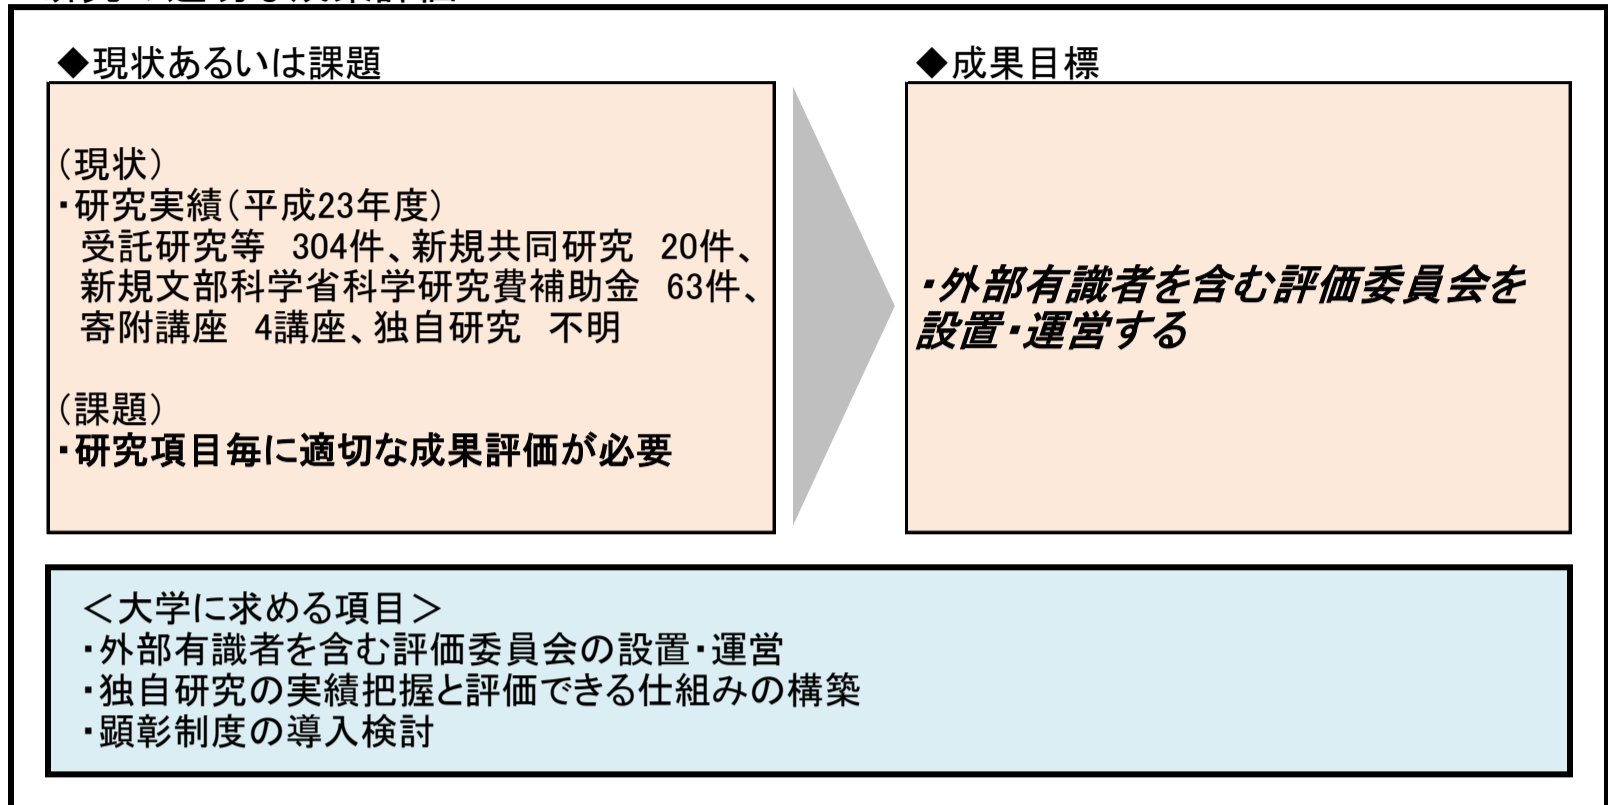 ◆現状あるいは課題
(現状)
・研究実績(平成23年度)
受託研究等　304件、新規共同研究　20件、
新規文部科学省科学研究費補助金　63件、
寄附講座　4講座、独自研究　不明
(課題)
・研究項目毎に適切な成果評価が必要
◆成果目標
・外部有識者を含む評価委員会を
設置・運営する
＜大学に求める項目＞
・外部有識者を含む評価委員会の設置・運営
・独自研究の実績把握と評価できる仕組みの構築
・顕彰制度の導入検討